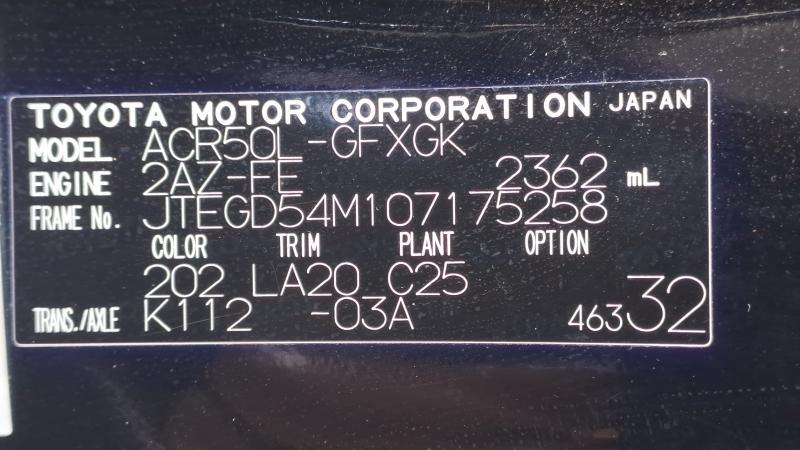 TOYOTA MOTOR CORPORATION JAPAN
MODEL ACR50L-GFXGK
ENGINE 2AZ-FE 2362 mL
FRAME No. JTEGD54M107175258
COLOR TRIM PLANT OPTION
202 LA20 C25
TRANS./AXLE K112 -03A 46332